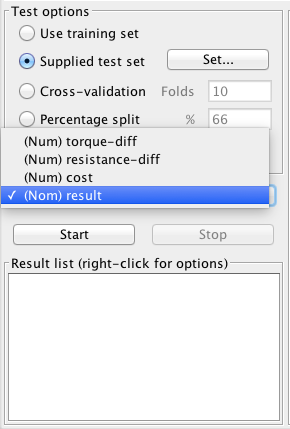 Test options
Use training set
Supplied test set Set...
Cross-validation Folds 10
Percentage split % 66
(Num) torque-diff
(Num) resistance-diff
(Num) cost
✓ (Nom) result
Start Stop
Result list (right-click for options)